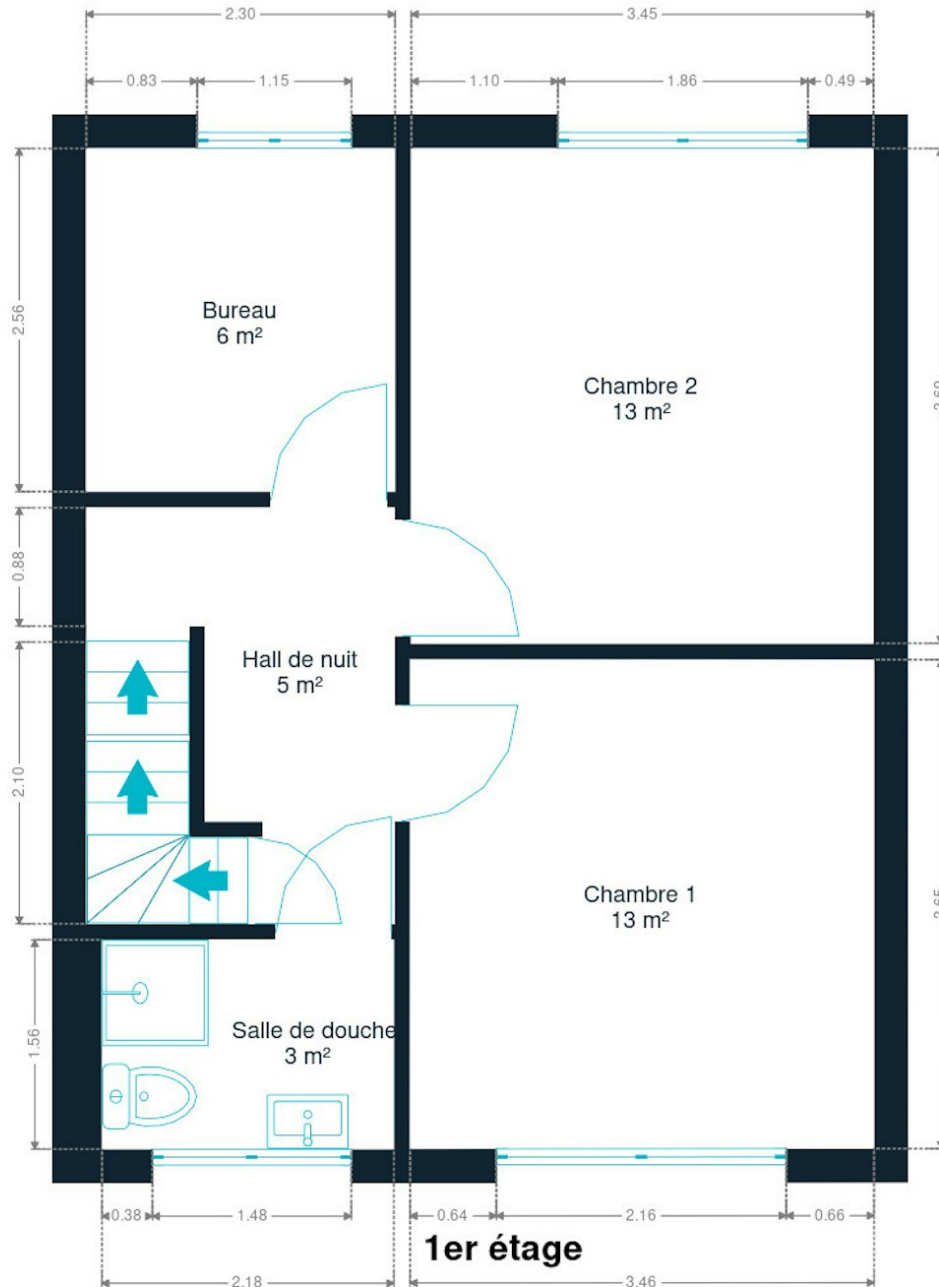 2.30
3.45
0.83
1.15
1.10
1.86
0.49
Bureau
6 m²
2.56
Chambre 2
13 m²
0.88
Hall de nuit
5 m²
2.10
Chambre 1
13 m²
Salle de douche
3 m²
1.56
0.38
1.48
0.64
2.16
0.66
1er étage
2.18
3.46